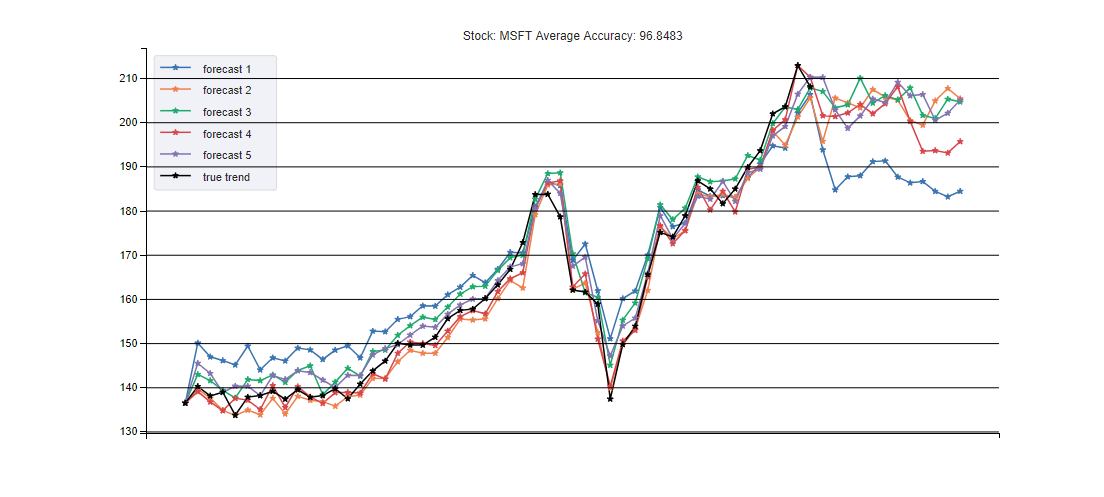 Stock: MSFT Average Accuracy: 96.8483
forecast 1
forecast 2
forecast 3
forecast 4
forecast 5
true trend
210
200
190
180
170
160
150
140
130